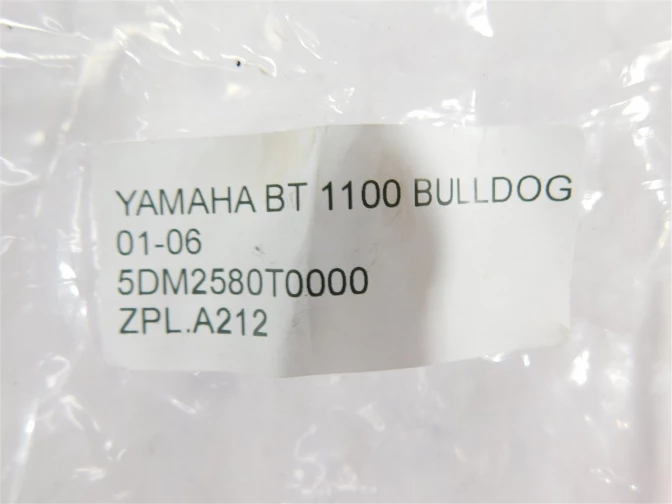 YAMAHA BT 1100 BULLDOG
01-06
5DM2580T0000
ZPL.A212